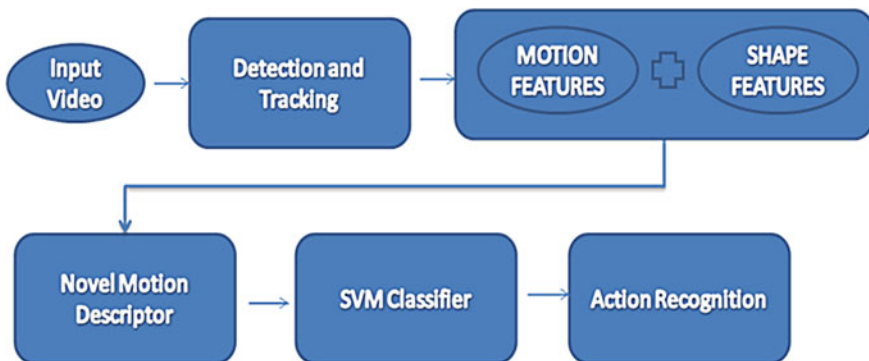 Input
Video
Detection and
Tracking
MOTION
FEATURES
SHAPE
FEATURES
Novel Motion
Descriptor
SVM Classifier
Action Recognition